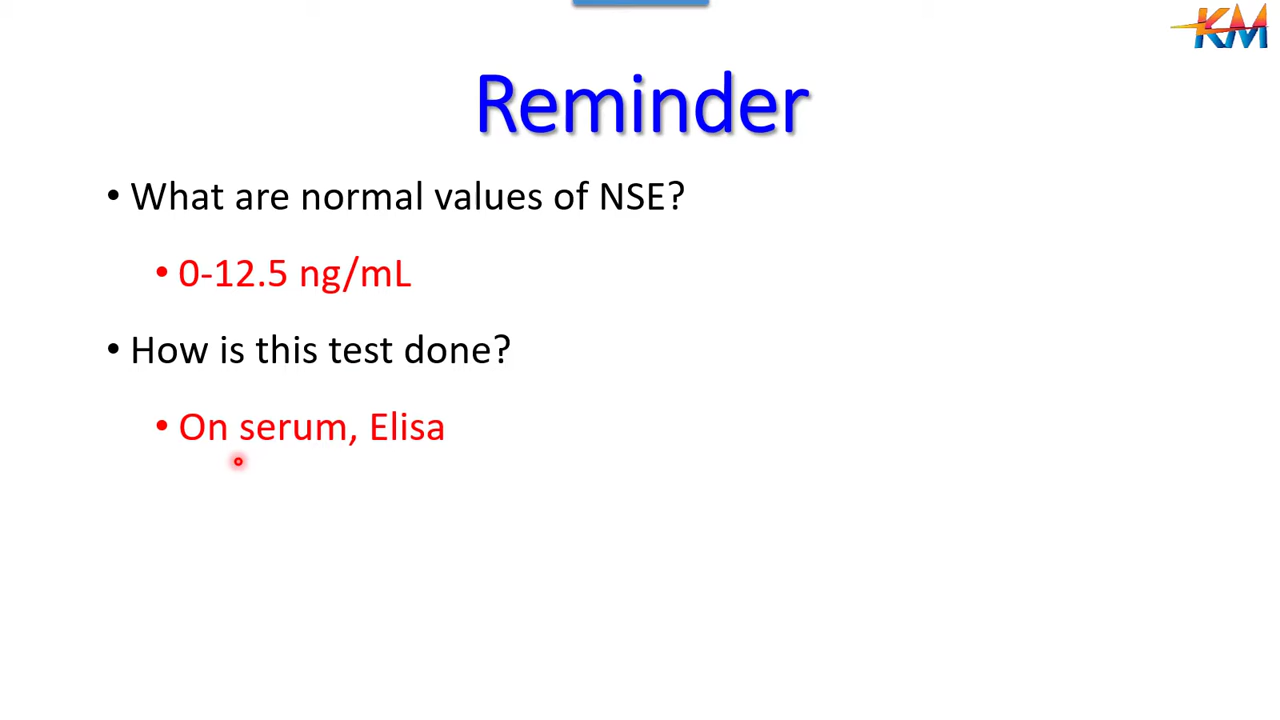 KM
Reminder
• What are normal values of NSE?
• 0-12.5 ng/mL
• How is this test done?
• On serum, Elisa